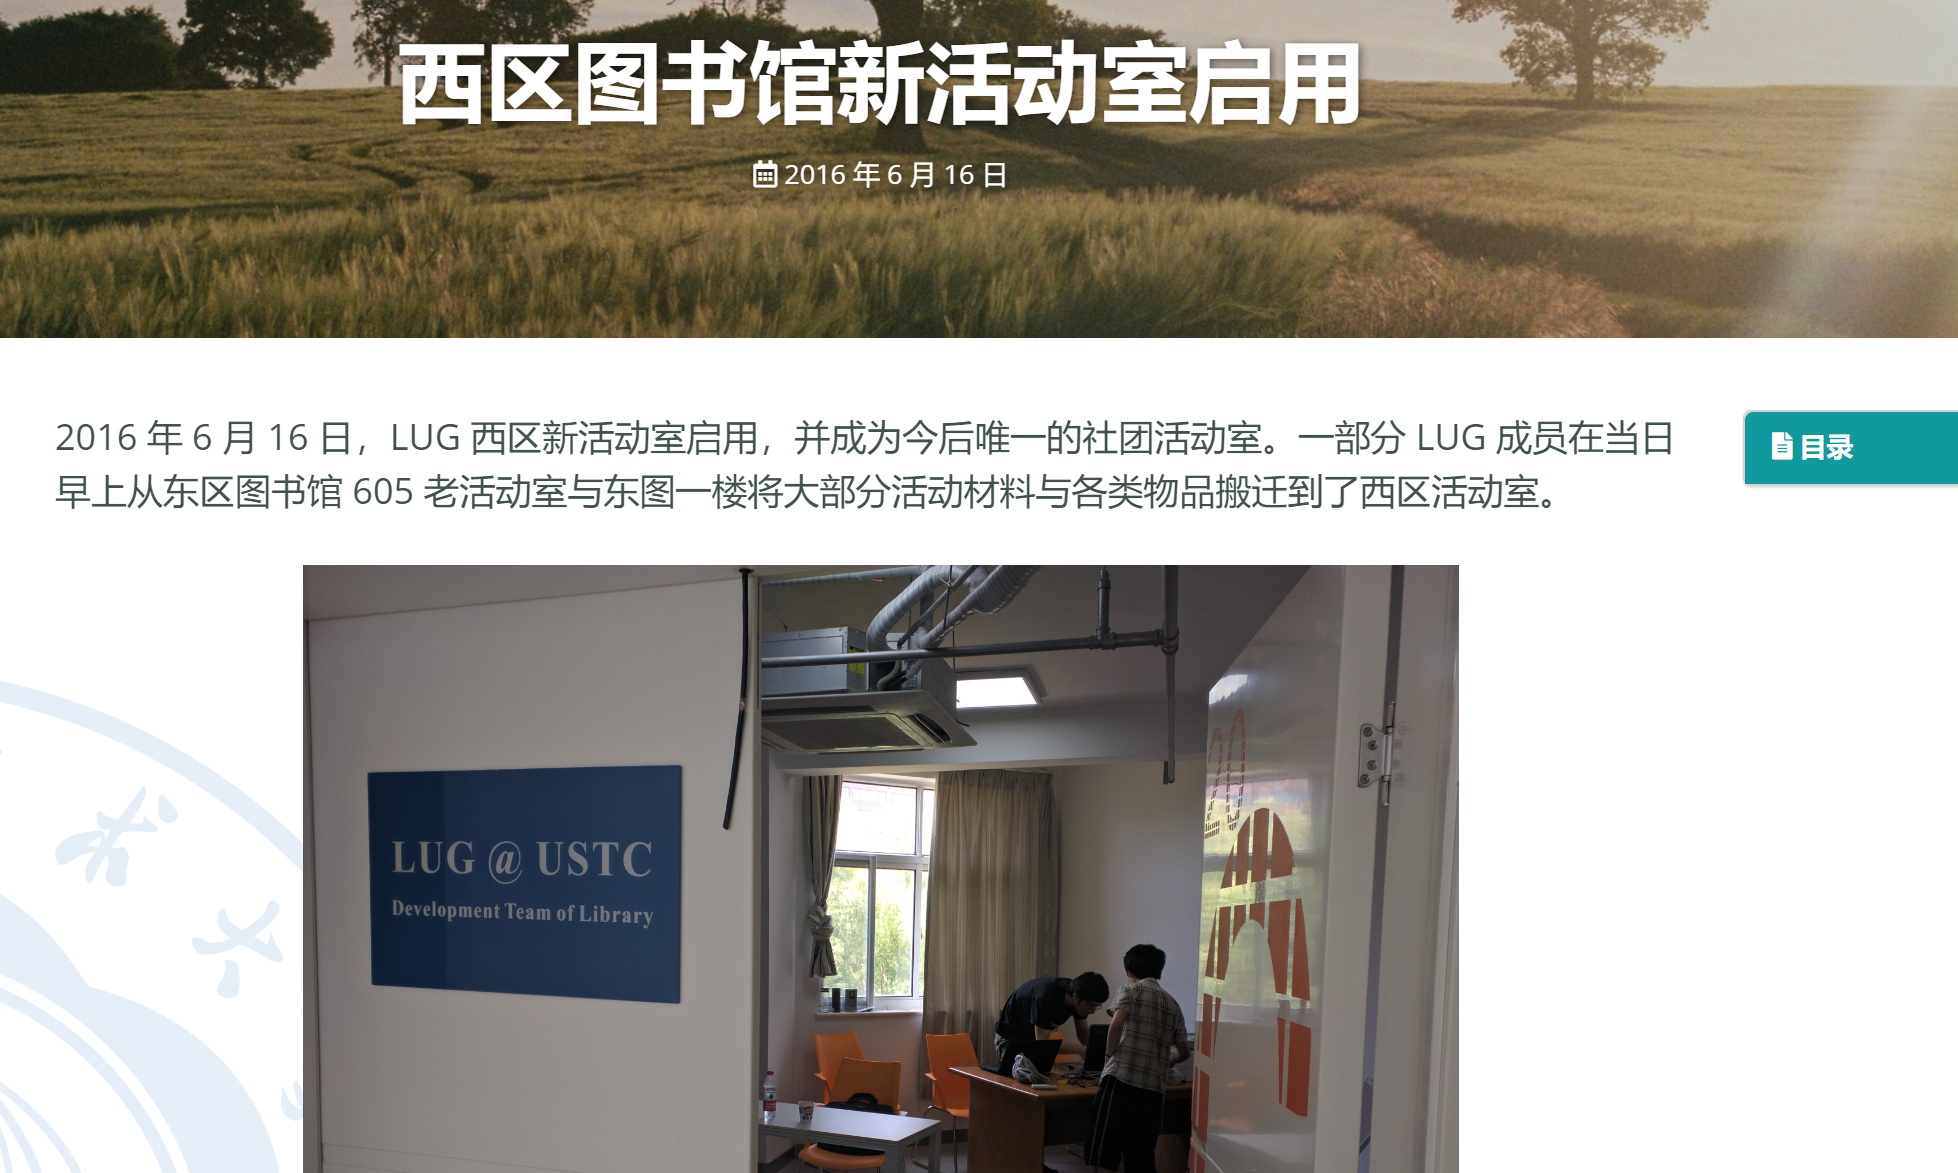 西区图书馆新活动室启用
2016 年 6 月 16 日
2016 年 6 月 16 日，LUG 西区新活动室启用，并成为今后唯一的社团活动室。一部分 LUG 成员在当日
早上从东区图书馆 605 老活动室与东图一楼将大部分活动材料与各类物品搬迁到了西区活动室。
目录
LUG @ USTC
Development Team of Library